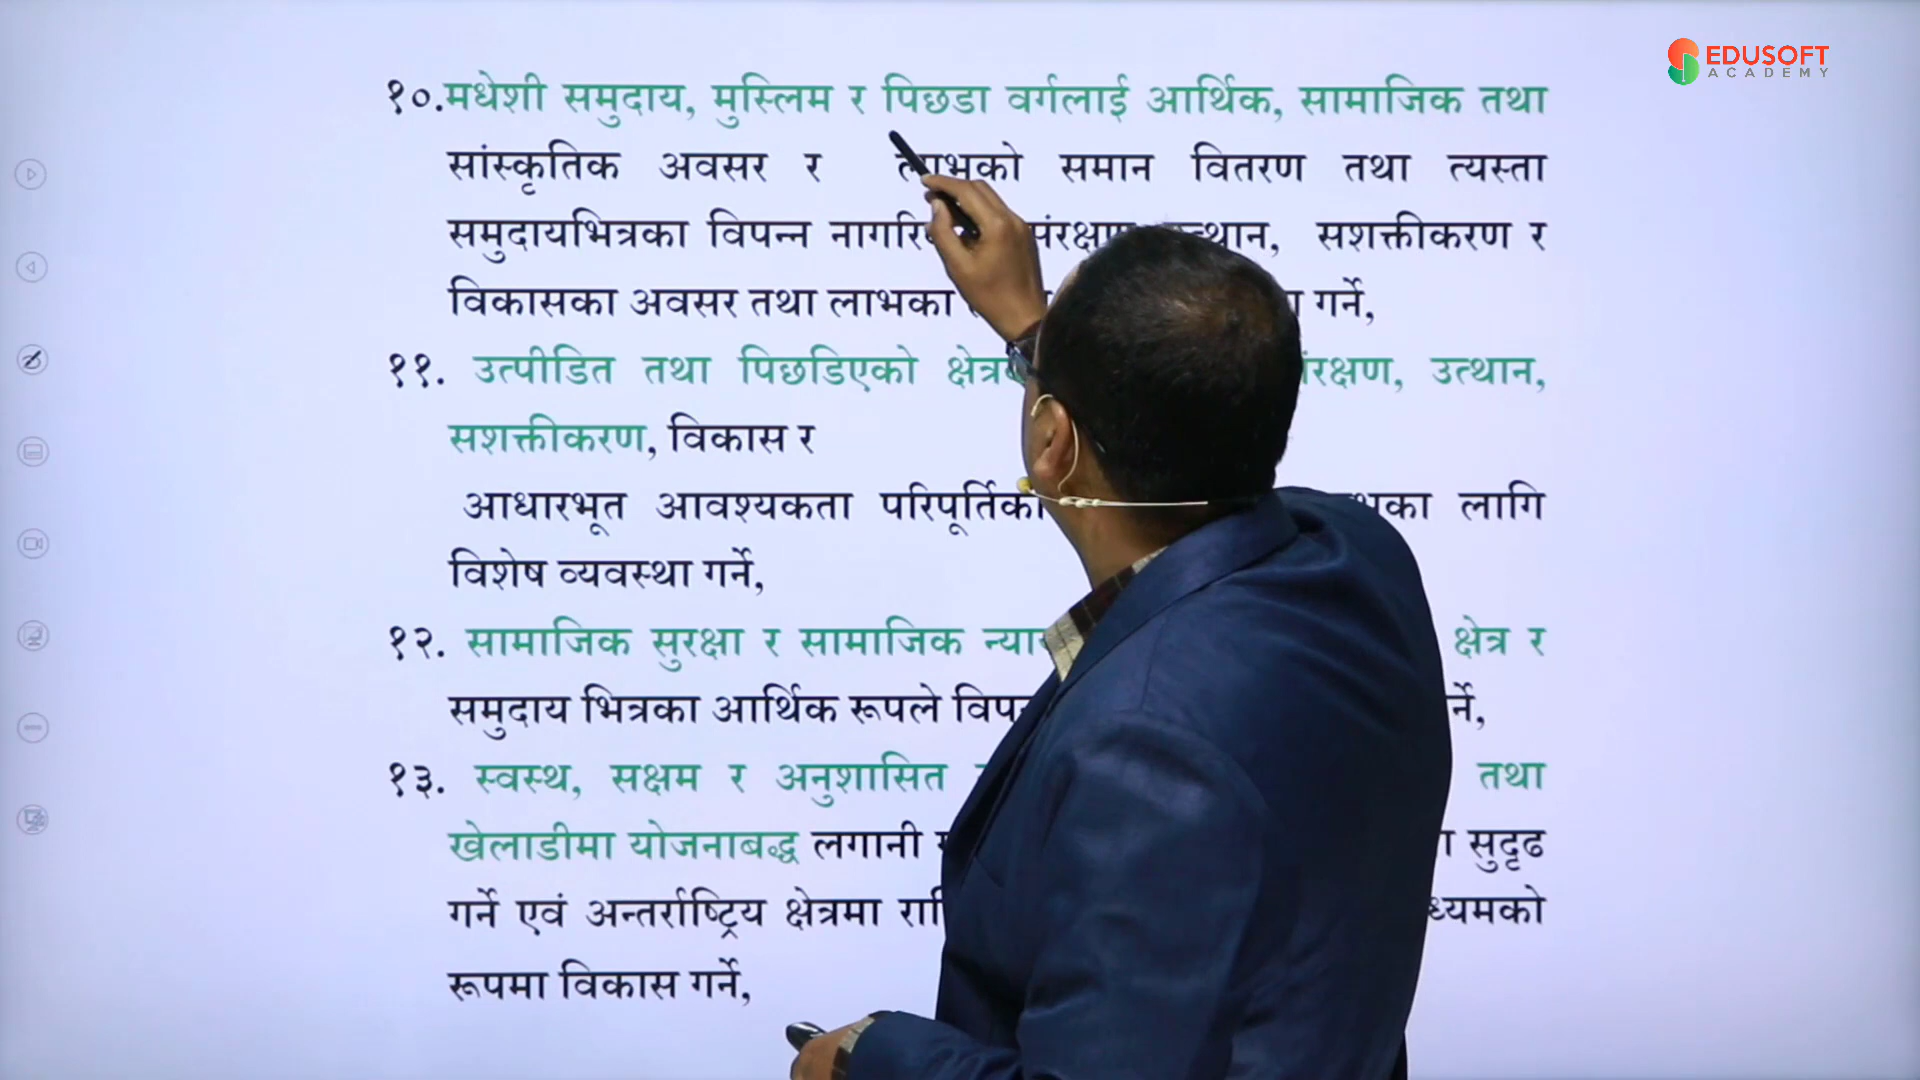 EDUSOFT
ACADEMY
१०.मधेशी समुदाय, मुस्लिम र पिछडा वर्गलाई आर्थिक, सामाजिक तथा
सांस्कृतिक अवसर र लाभको समान वितरण तथा त्यस्ता
समुदायभित्रका विपन्न संरक्षण, सशक्तीकरण र
विकासका अवसर तथा लाभका गर्ने,
११. उत्पीडित तथा पिछडिएको उत्थान,
सशक्तीकरण, विकास र
आधारभूत आवश्यकता लागि
विशेष व्यवस्था गर्ने,
१२. सामाजिक सुरक्षा र सामाजिक क्षेत्र र
समुदाय भित्रका आर्थिक रूपले
१३. स्वस्थ, सक्षम र अनुशासित तथा
खेलाडीमा योजनाबद्ध लगानी सुदृढ
गर्ने एवं अन्तर्राष्ट्रिय क्षेत्रमा
रूपमा विकास गर्ने,